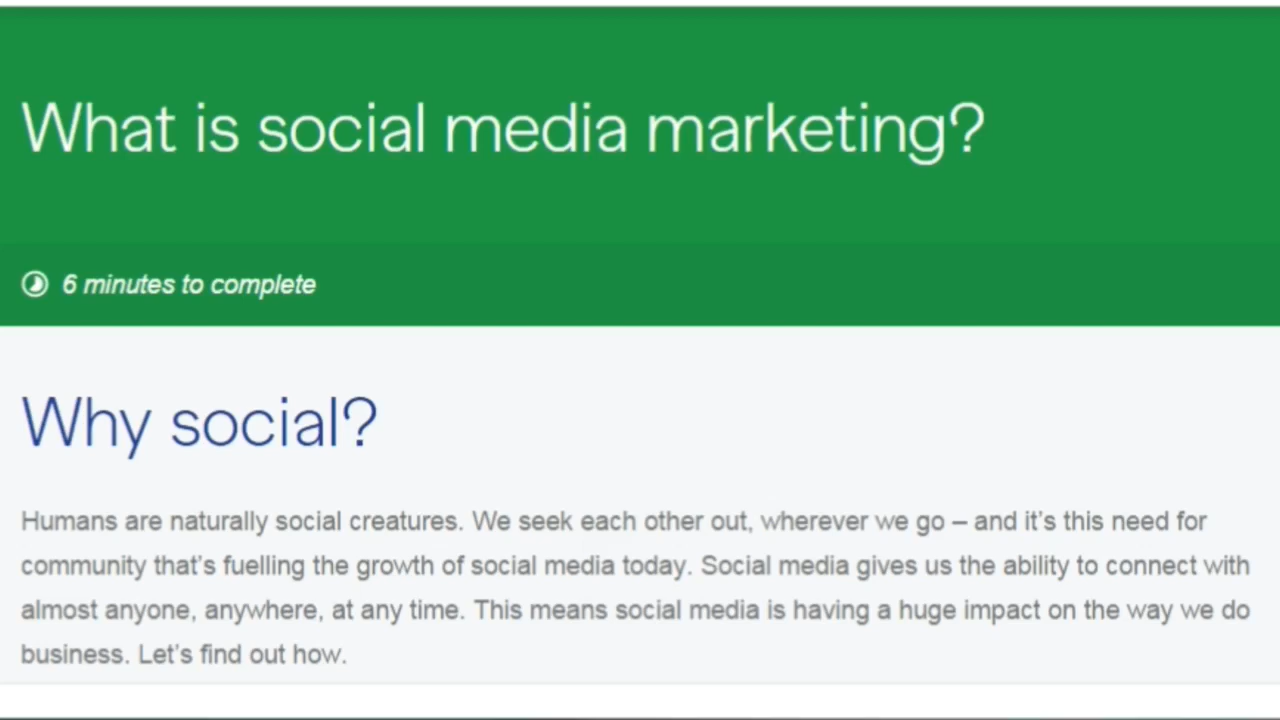 What is social media marketing?
6 minutes to complete
Why social?
Humans are naturally social creatures. We seek each other out, wherever we go – and it's this need for
community that's fuelling the growth of social media today. Social media gives us the ability to connect with
almost anyone, anywhere, at any time. This means social media is having a huge impact on the way we do
business. Let's find out how.